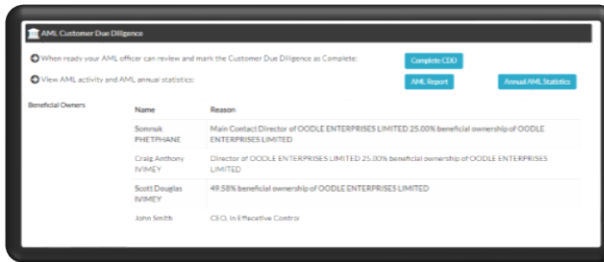 AML Customer Due Diligence
When ready your AML officer can review and mark the Customer Due Diligence as Complete:
Complete CDD
View AML activity and AML annual statistics:
AML Report
Annual AML Statistics
Beneficial Owners
Name
Reason
Somnuk
PHETPHANE
Main Contact Director of OODLE ENTERPRISES LIMITED 25.00% beneficial ownership of OODLE
ENTERPRISES LIMITED
Craig Anthony
IVIMEY
Director of OODLE ENTERPRISES LIMITED 25.00% beneficial ownership of OODLE ENTERPRISES
LIMITED
Scott Douglas
IVIMEY
49.58% beneficial ownership of OODLE ENTERPRISES LIMITED
John Smith
CEO, In Effecative Control